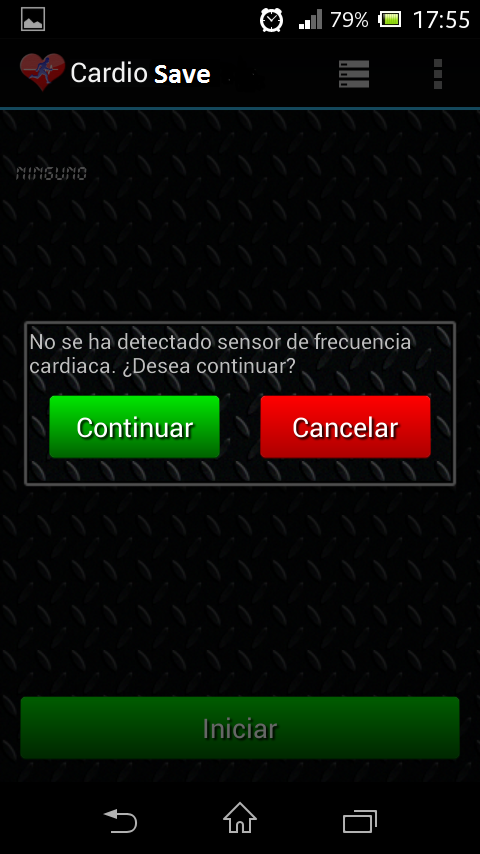 79% 17:55
Cardio Save
NINGUNO
No se ha detectado sensor de frecuencia
cardiaca. ¿Desea continuar?
Continuar Cancelar
Iniciar